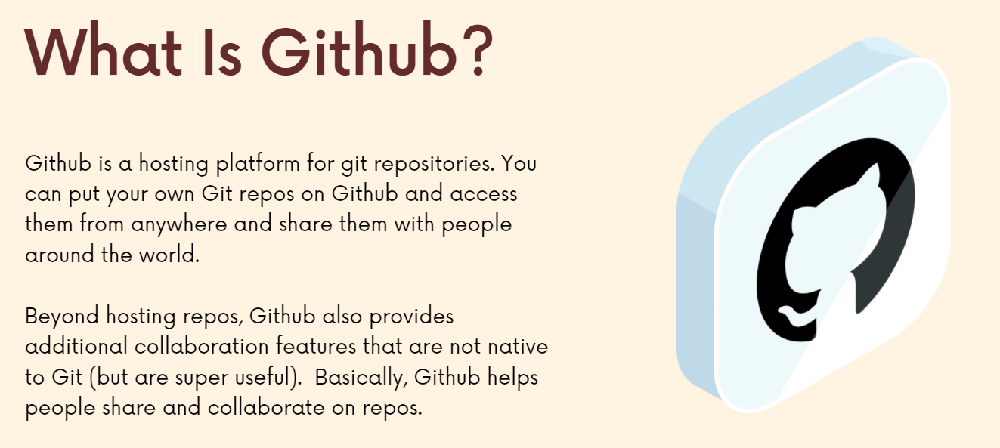 What Is Github?
Github is a hosting platform for git repositories. You
can put your own Git repos on Github and access
them from anywhere and share them with people
around the world.
Beyond hosting repos, Github also provides
additional collaboration features that are not native
to Git (but are super useful).  Basically, Github helps
people share and collaborate on repos.